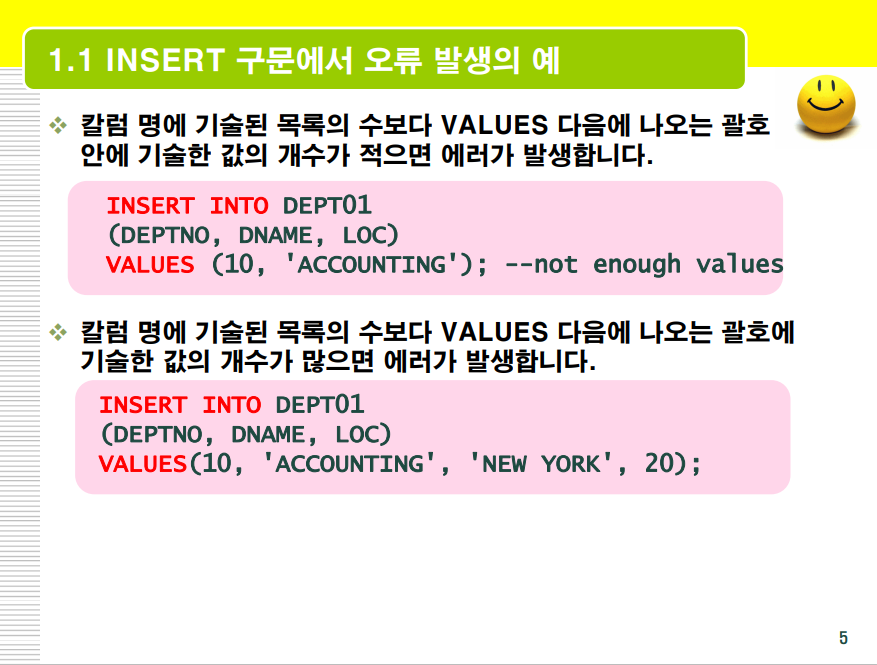 1.1 INSERT 구문에서 오류 발생의 예
칼럼 명에 기술된 목록의 수보다 VALUES 다음에 나오는 괄호
안에 기술한 값의 개수가 적으면 에러가 발생합니다.
INSERT INTO DEPT01
(DEPTNO, DNAME, LOC)
VALUES (10, 'ACCOUNTING'); --not enough values
칼럼 명에 기술된 목록의 수보다 VALUES 다음에 나오는 괄호에
기술한 값의 개수가 많으면 에러가 발생합니다.
INSERT INTO DEPT01
(DEPTNO, DNAME, LOC)
VALUES(10, 'ACCOUNTING', 'NEW YORK', 20);
5